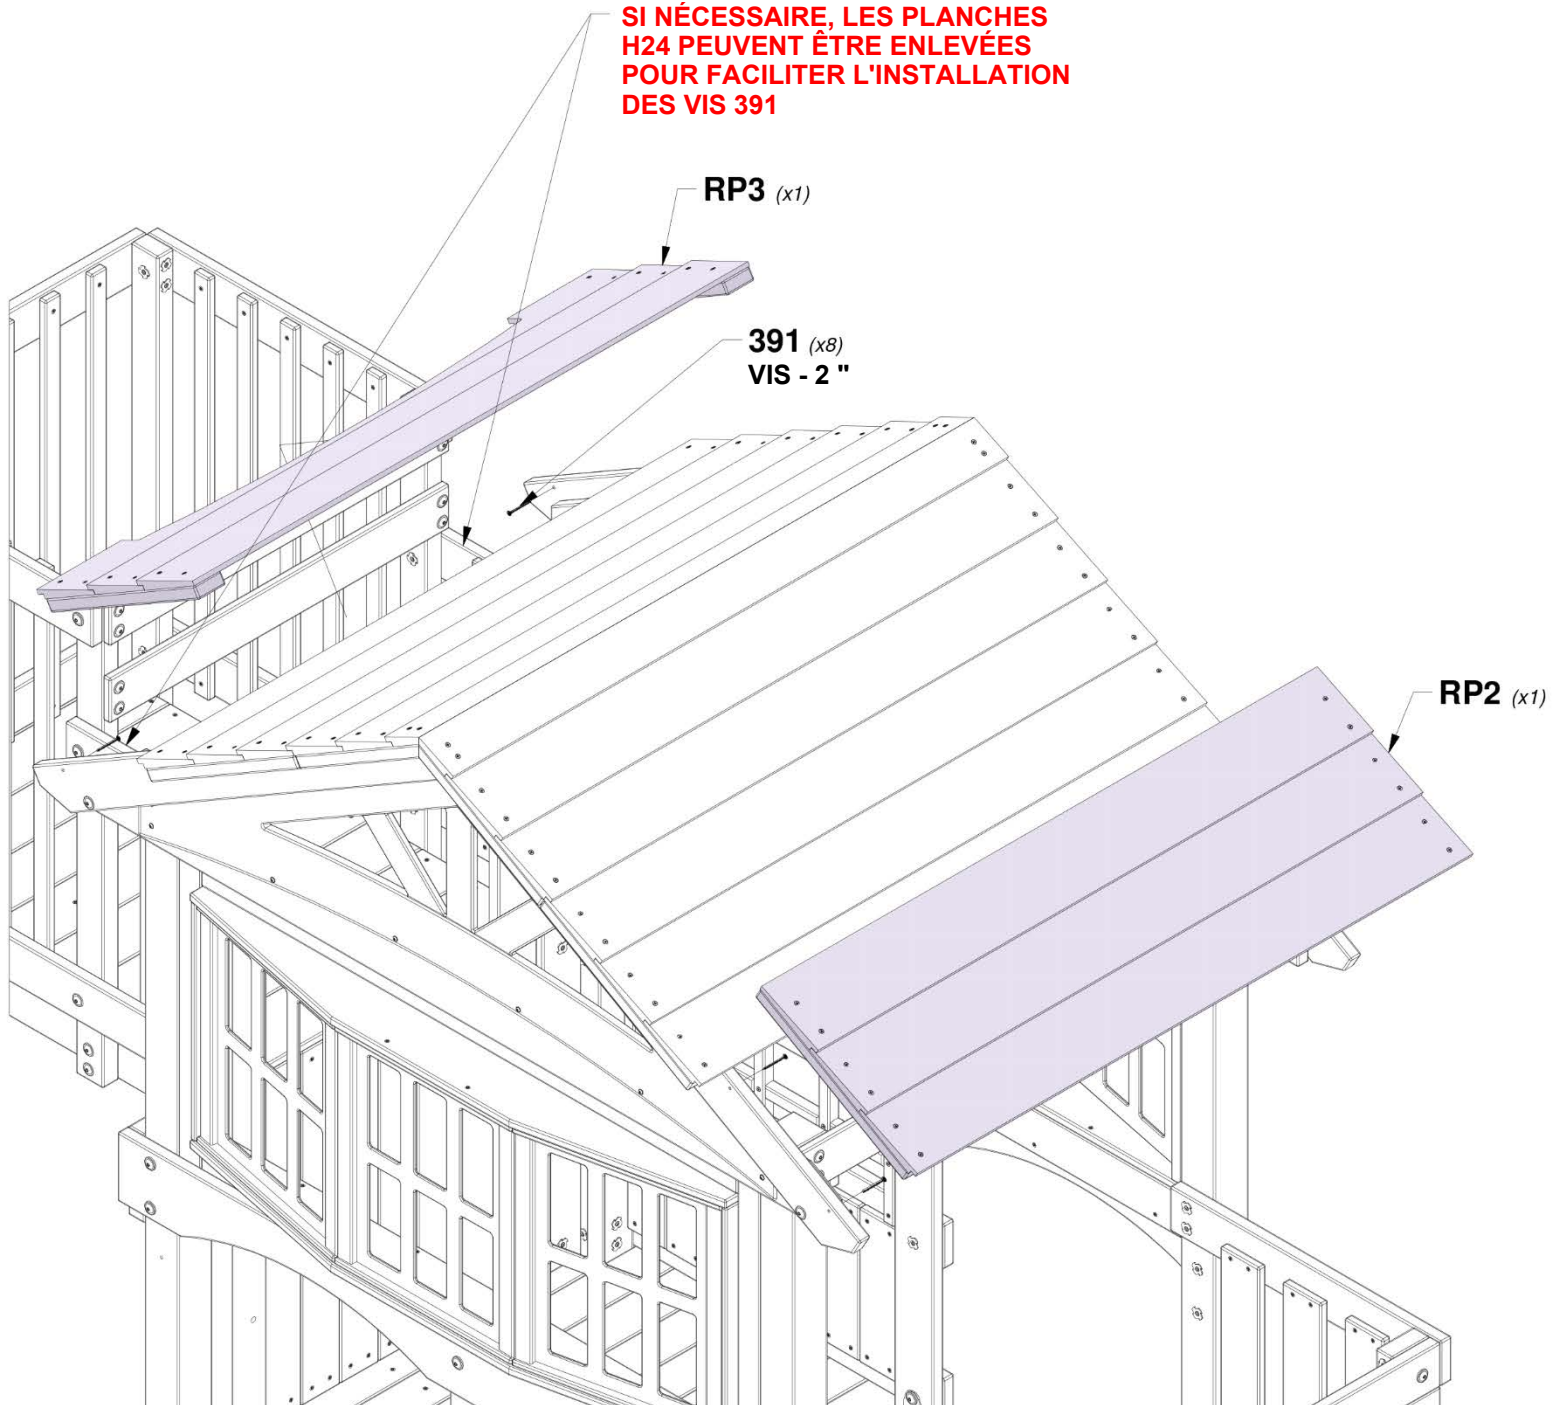 SI NÉCESSAIRE, LES PLANCHES
H24 PEUVENT ÊTRE ENLEVÉES
POUR FACILITER L'INSTALLATION
DES VIS 391
RP3 (x1)
391 (x8)
VIS - 2 "
RP2 (x1)